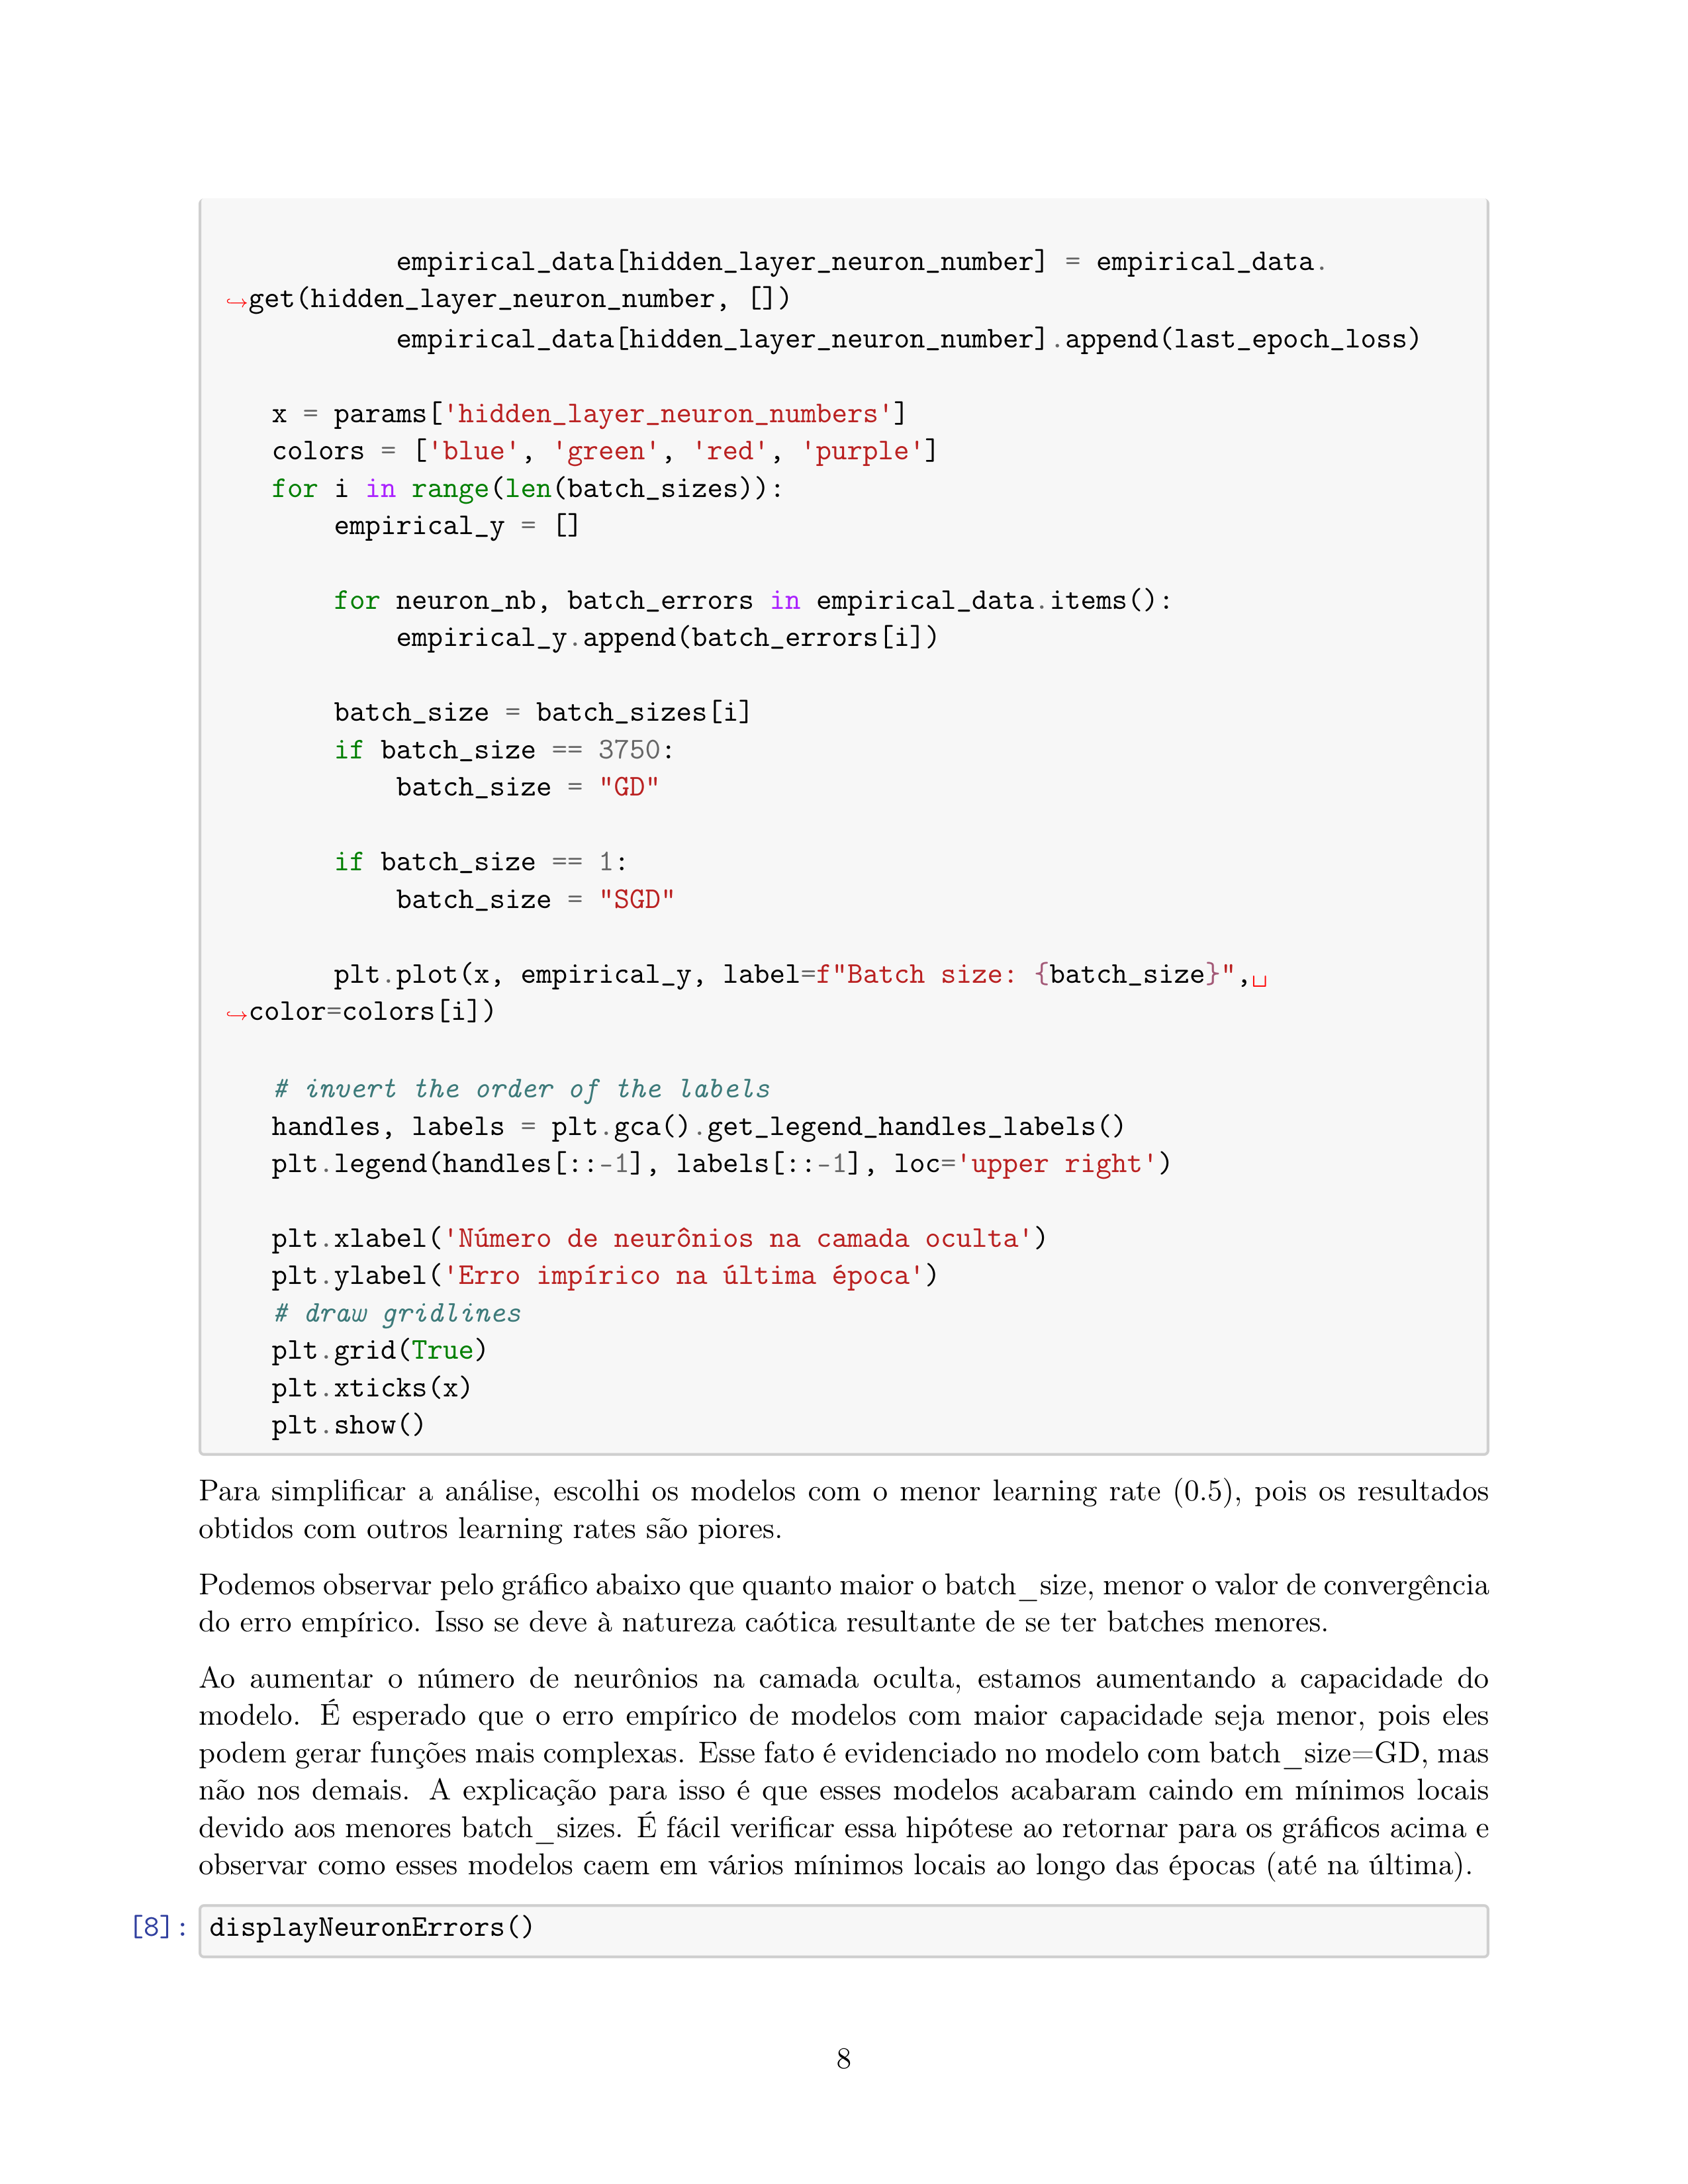 empirical_data[hidden_layer_neuron_number] = empirical_data.
↪get(hidden_layer_neuron_number, [])
empirical_data[hidden_layer_neuron_number].append(last_epoch_loss)
x = params['hidden_layer_neuron_numbers']
colors = ['blue', 'green', 'red', 'purple']
for i in range(len(batch_sizes)):
empirical_y = []
for neuron_nb, batch_errors in empirical_data.items():
empirical_y.append(batch_errors[i])
batch_size = batch_sizes[i]
if batch_size == 3750:
batch_size = "GD"
if batch_size == 1:
batch_size = "SGD"
plt.plot(x, empirical_y, label=f"Batch size: {batch_size}",␣
↪color=colors[i])
# invert the order of the labels
handles, labels = plt.gca().get_legend_handles_labels()
plt.legend(handles[::-1], labels[::-1], loc='upper right')
plt.xlabel('Número de neurônios na camada oculta')
plt.ylabel('Erro impírico na última época')
# draw gridlines
plt.grid(True)
plt.xticks(x)
plt.show()
Para simplificar a análise, escolhi os modelos com o menor learning rate (0.5), pois os resultados
obtidos com outros learning rates são piores.
Podemos observar pelo gráfico abaixo que quanto maior o batch_size, menor o valor de convergência
do erro empírico. Isso se deve à natureza caótica resultante de se ter batches menores.
Ao aumentar o número de neurônios na camada oculta, estamos aumentando a capacidade do
modelo. É esperado que o erro empírico de modelos com maior capacidade seja menor, pois eles
podem gerar funções mais complexas. Esse fato é evidenciado no modelo com batch_size=GD, mas
não nos demais. A explicação para isso é que esses modelos acabaram caindo em mínimos locais
devido aos menores batch_sizes. É fácil verificar essa hipótese ao retornar para os gráficos acima e
observar como esses modelos caem em vários mínimos locais ao longo das épocas (até na última).
[8]: displayNeuronErrors()
8